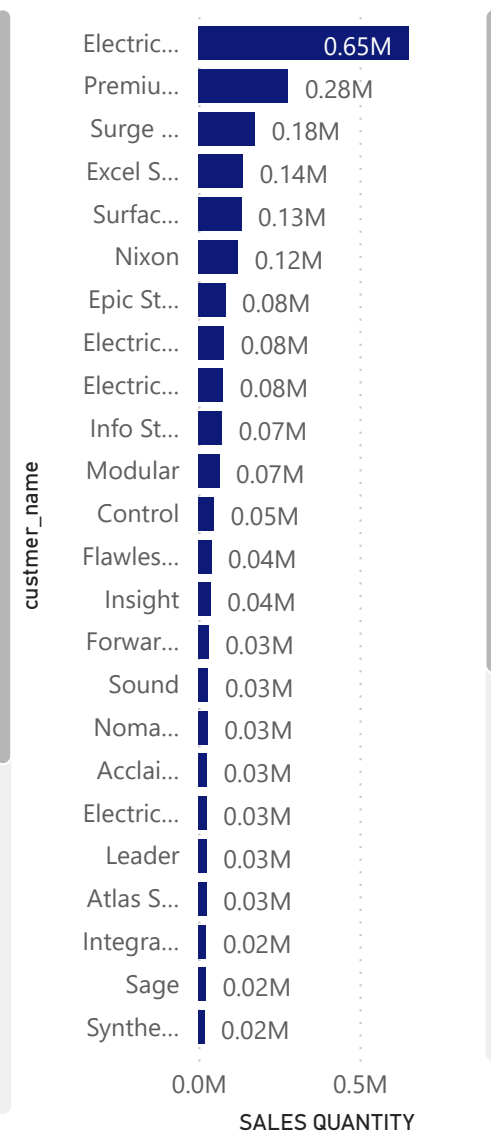 Electric... 0.65M
Premiu... 0.28M
Surge ... 0.18M
Excel S... 0.14M
Surfac... 0.13M
Nixon 0.12M
Epic St... 0.08M
Electric... 0.08M
Electric... 0.08M
Info St... 0.07M
Modular 0.07M
Control 0.05M
Flawles... 0.04M
Insight 0.04M
Forwar... 0.03M
Sound 0.03M
Noma... 0.03M
Acclai... 0.03M
Electric... 0.03M
Leader 0.03M
Atlas S... 0.03M
Integra... 0.02M
Sage 0.02M
Synthe... 0.02M
custmer_name
0.0M 0.5M
SALES QUANTITY